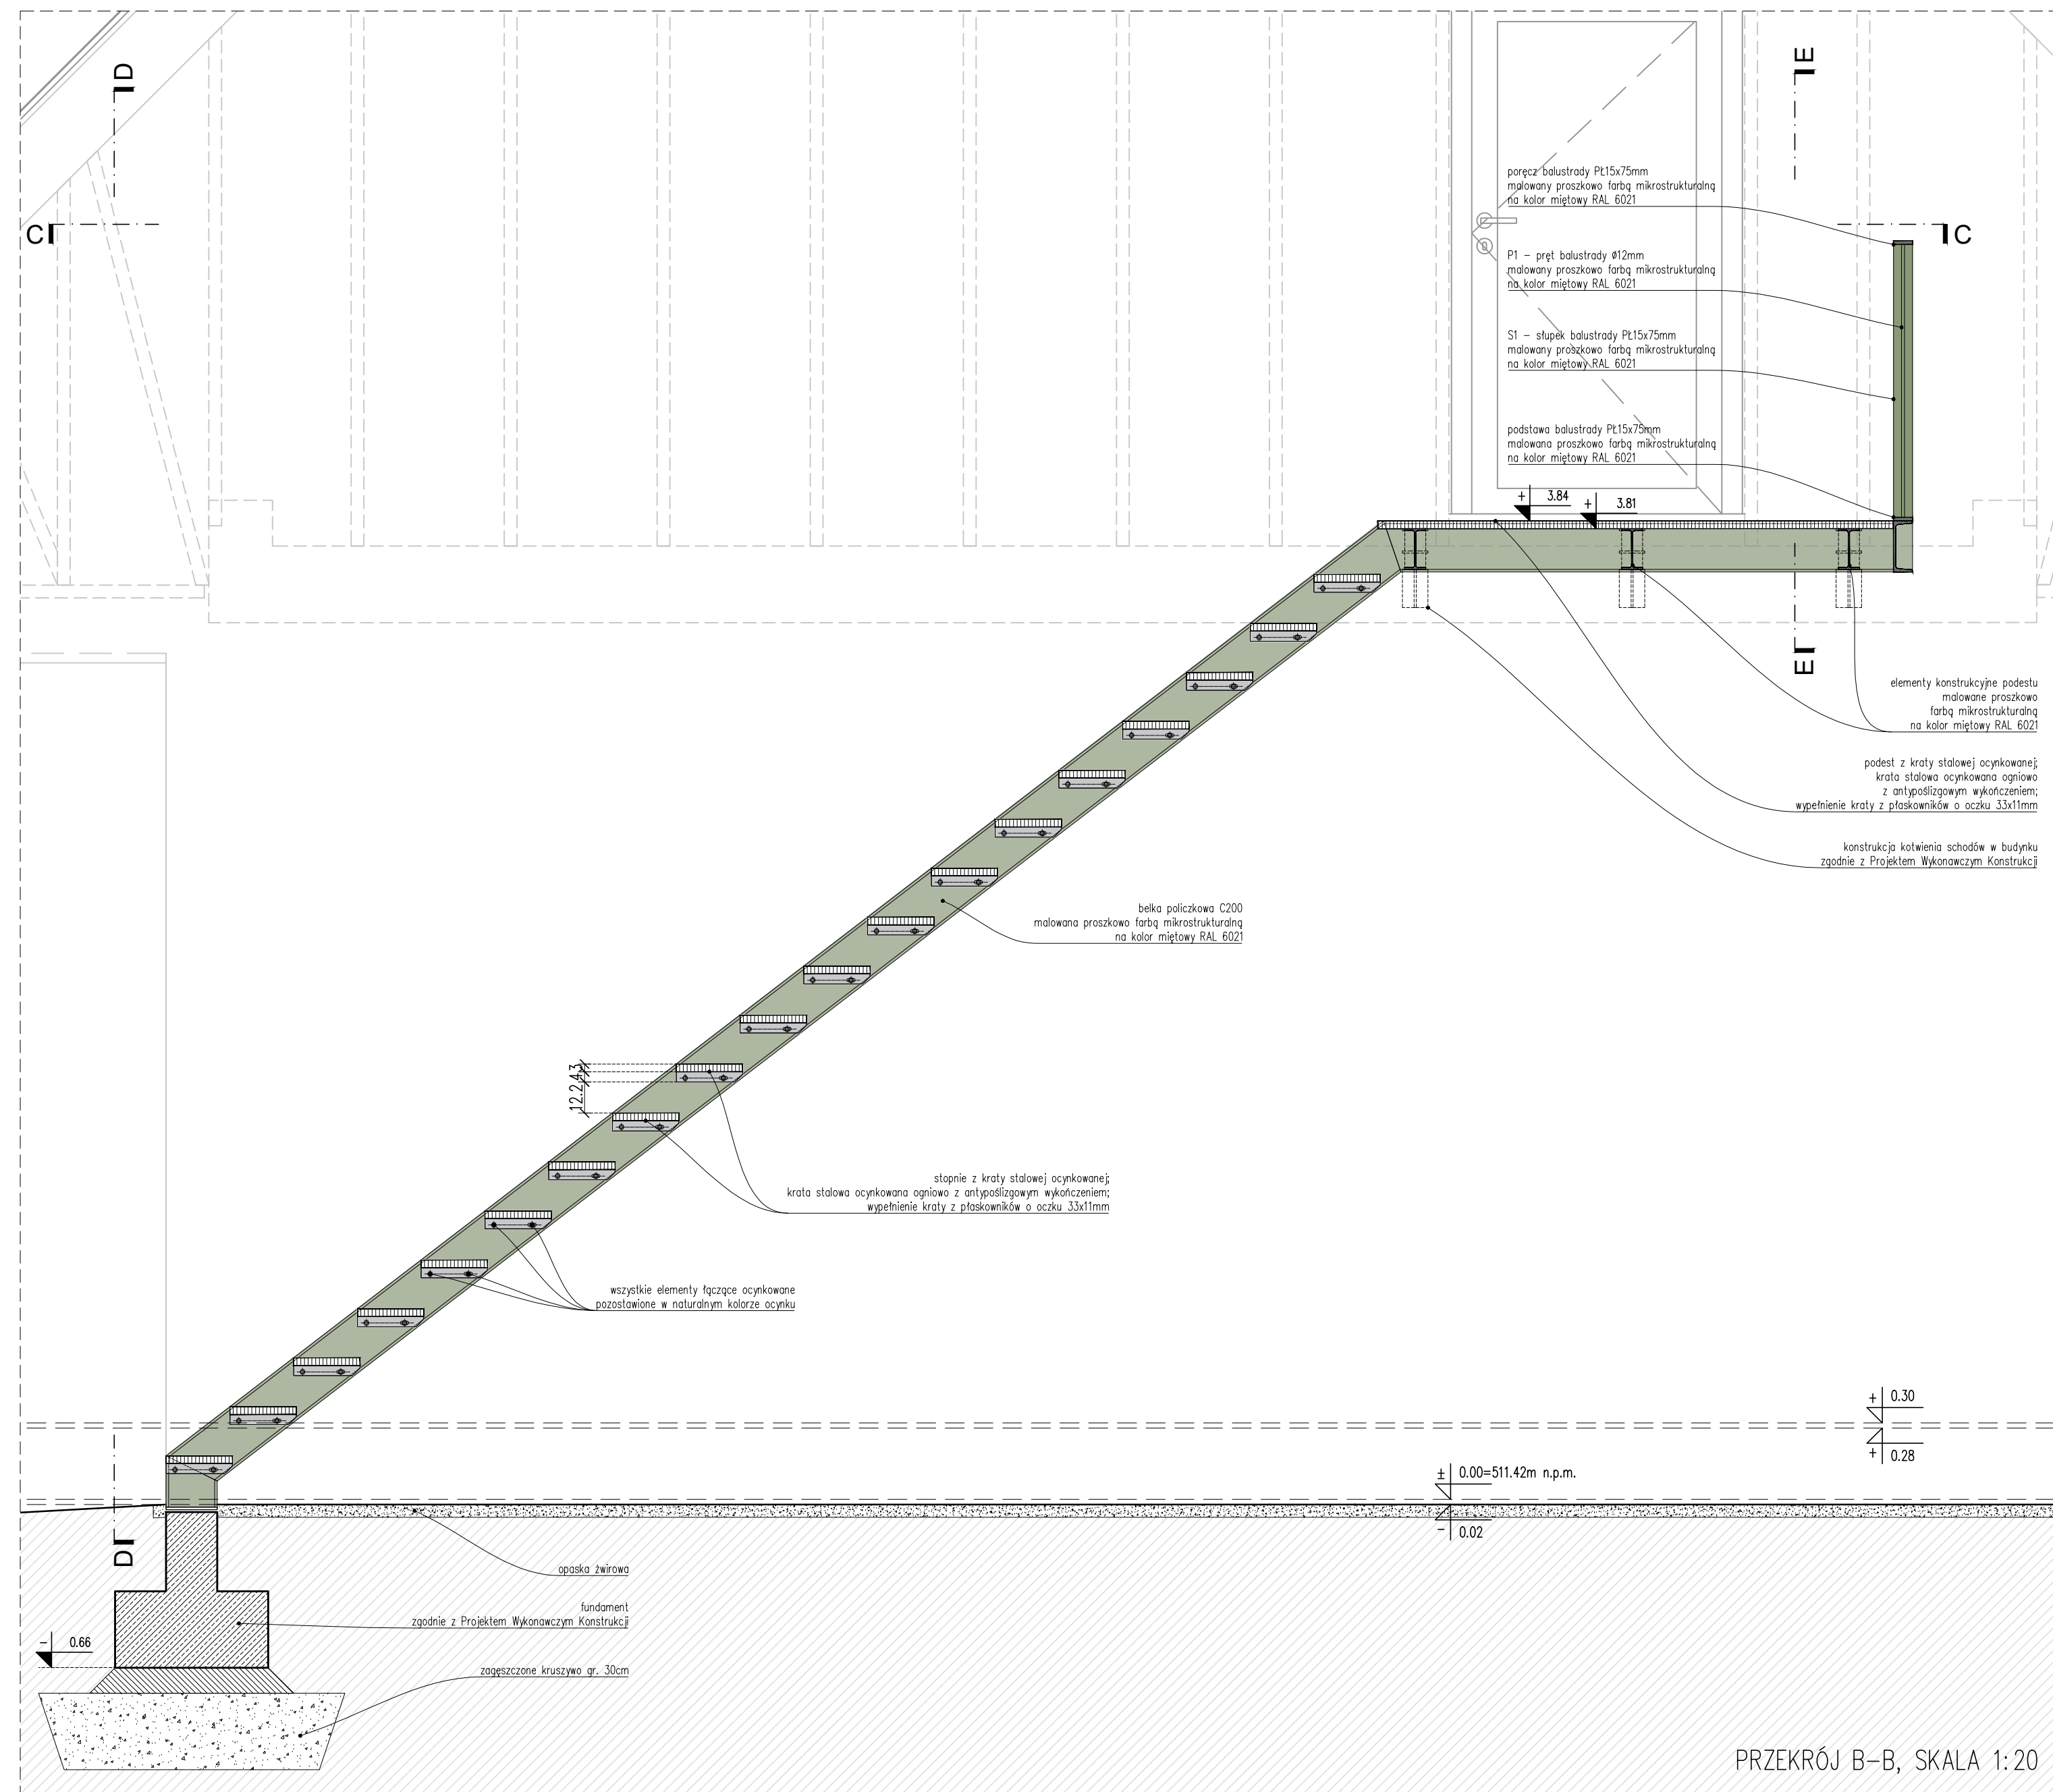 D
E
C
C
poręcz balustrady PŁ15x75mm
malowany proszkowo farbą mikrostrukturalną
na kolor miętowy RAL 6021
P1 – pręt balustrady ø12mm
malowany proszkowo farbą mikrostrukturalną
na kolor miętowy RAL 6021
S1 – słupek balustrady PŁ15x75mm
malowany proszkowo farbą mikrostrukturalną
na kolor miętowy RAL 6021
podstawa balustrady PŁ15x75mm
malowana proszkowo farbą mikrostrukturalną
na kolor miętowy RAL 6021
+ 3.84
+ 3.81
E
elementy konstrukcyjne podestu
malowane proszkowo
farbą mikrostrukturalną
na kolor miętowy RAL 6021
podest z kraty stalowej ocynkowanej;
krata stalowa ocynkowana ogniowo
z antypoślizgowym wykończeniem;
wypełnienie kraty z płaskowników o oczku 33x11mm
konstrukcja kotwienia schodów w budynku
zgodnie z Projektem Wykonawczym Konstrukcji
belka policzkowa C200
malowana proszkowo farbą mikrostrukturalną
na kolor miętowy RAL 6021
12.2 4 3
stopnie z kraty stalowej ocynkowanej;
krata stalowa ocynkowana ogniowo z antypoślizgowym wykończeniem;
wypełnienie kraty z płaskowników o oczku 33x11mm
wszystkie elementy łączące ocynkowane
pozostawione w naturalnym kolorze ocynku
+ 0.30
+ 0.28
± 0.00=511.42m n.p.m.
– 0.02
D
opaska żwirowa
fundament
zgodnie z Projektem Wykonawczym Konstrukcji
– 0.66
zagęszczone kruszywo gr. 30cm
PRZEKRÓJ B–B, SKALA 1:20